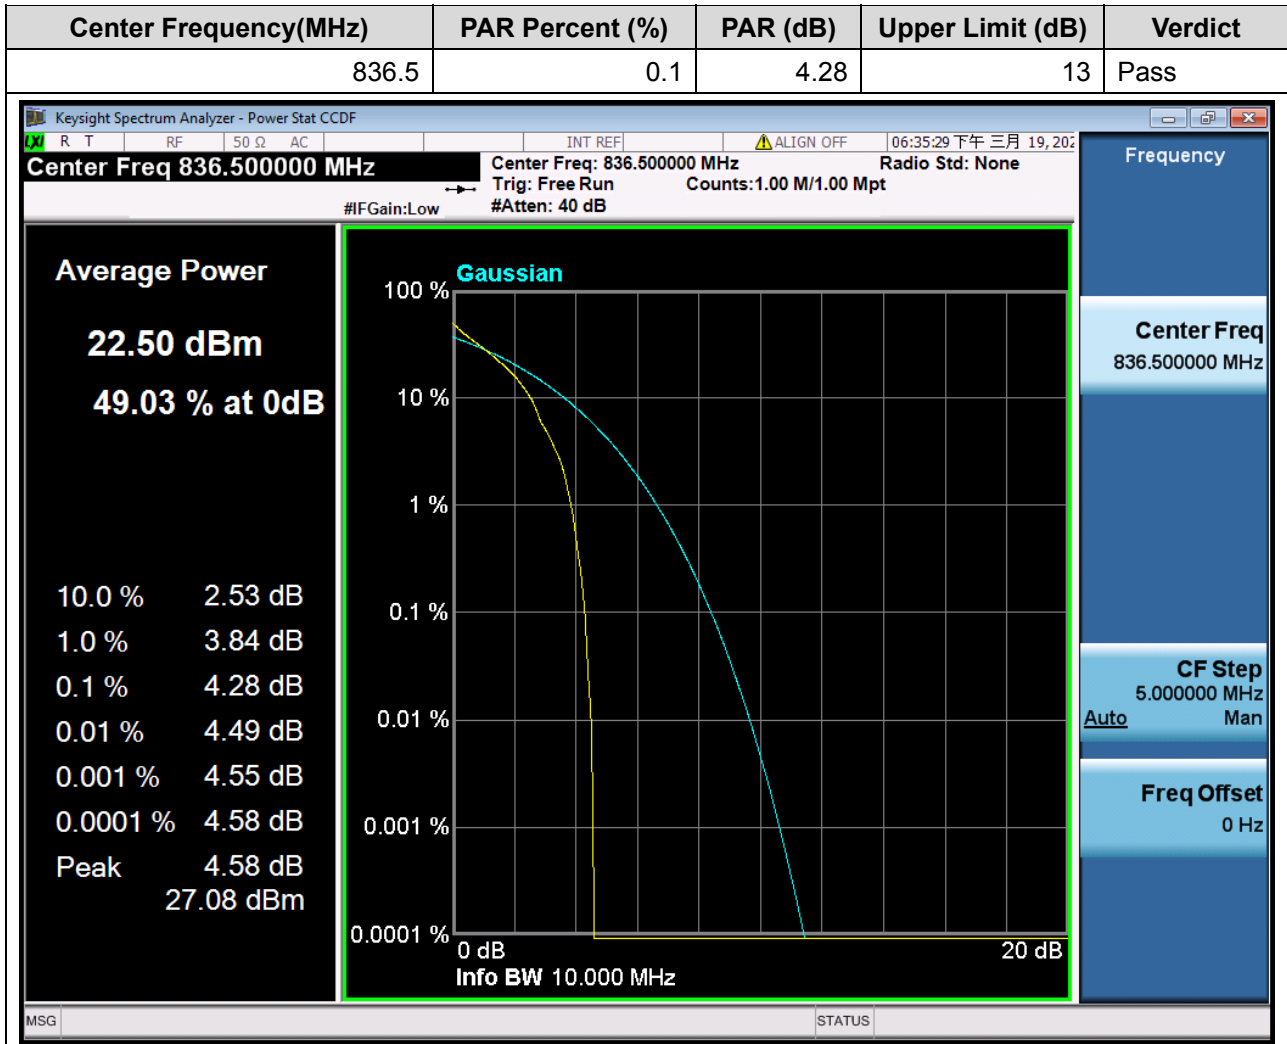 Center Frequency(MHz) PAR Percent (%) PAR (dB) Upper Limit (dB) Verdict
836.5 0.1 4.28 13 Pass
Keysight Spectrum Analyzer - Power Stat CCDF
LXI R T RF 50 Ω AC INT REF ALIGN OFF 06:35:29 下午 三月 19, 202
Center Freq 836.500000 MHz
Center Freq: 836.500000 MHz Radio Std: None
Trig: Free Run Counts:1.00 M/1.00 Mpt
#IFGain:Low #Atten: 40 dB
Frequency
Average Power
22.50 dBm
49.03 % at 0dB
10.0 % 2.53 dB
1.0 % 3.84 dB
0.1 % 4.28 dB
0.01 % 4.49 dB
0.001 % 4.55 dB
0.0001 % 4.58 dB
Peak 4.58 dB
27.08 dBm
Gaussian
100 %
10 %
1 %
0.1 %
0.01 %
0.001 %
0.0001 %
0 dB 20 dB
Info BW 10.000 MHz
Center Freq
836.500000 MHz
CF Step
5.000000 MHz
Auto Man
Freq Offset
0 Hz
MSG STATUS